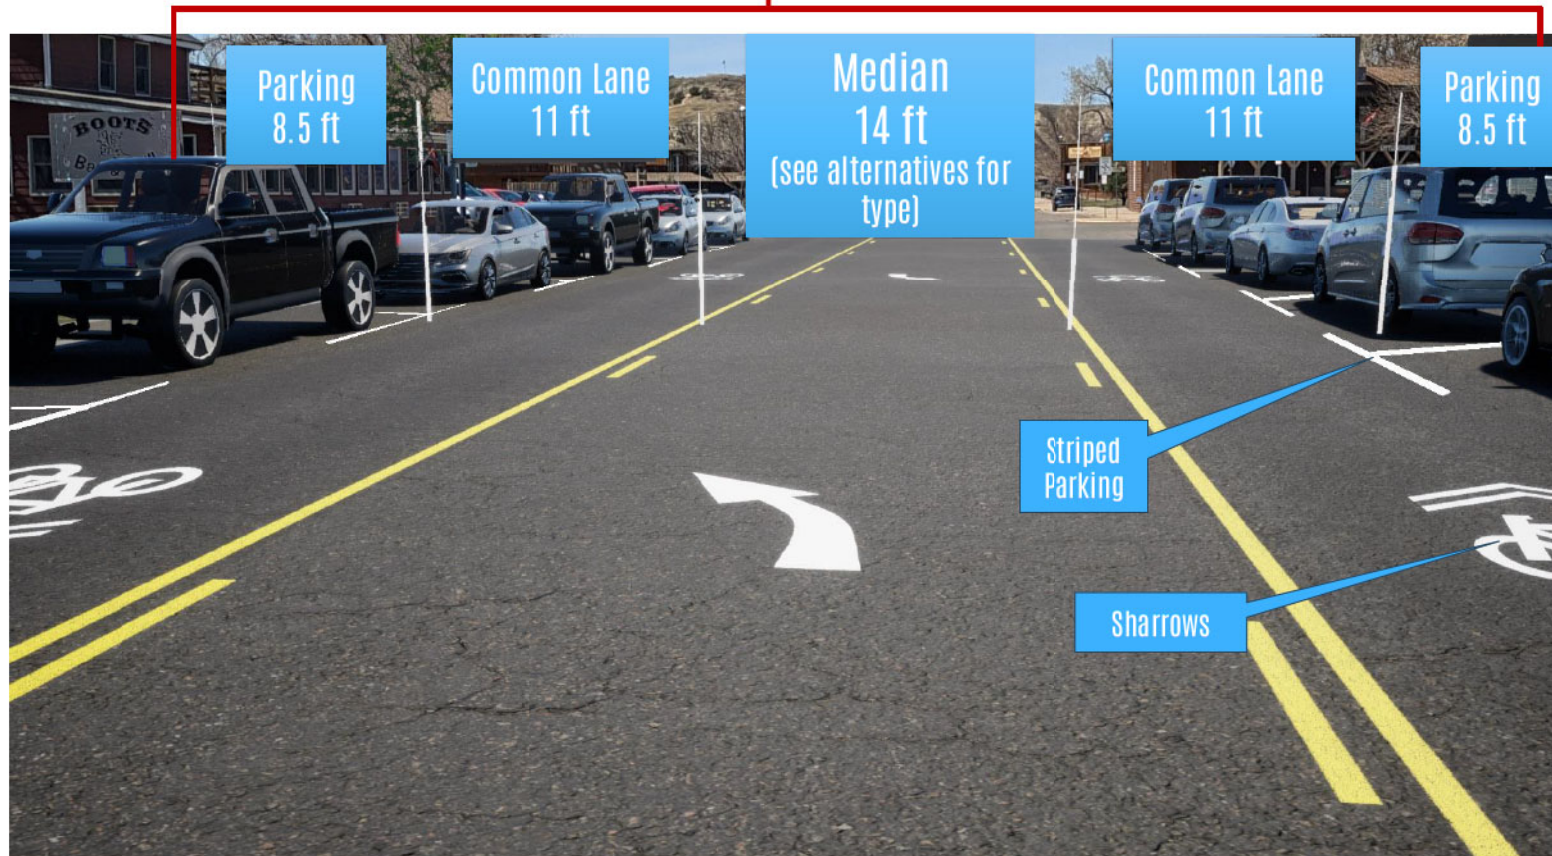 Parking
8.5 ft
Common Lane
11 ft
Median
14 ft
(see alternatives for
type)
Common Lane
11 ft
Parking
8.5 ft
BOOTS
Striped
Parking
Sharrows